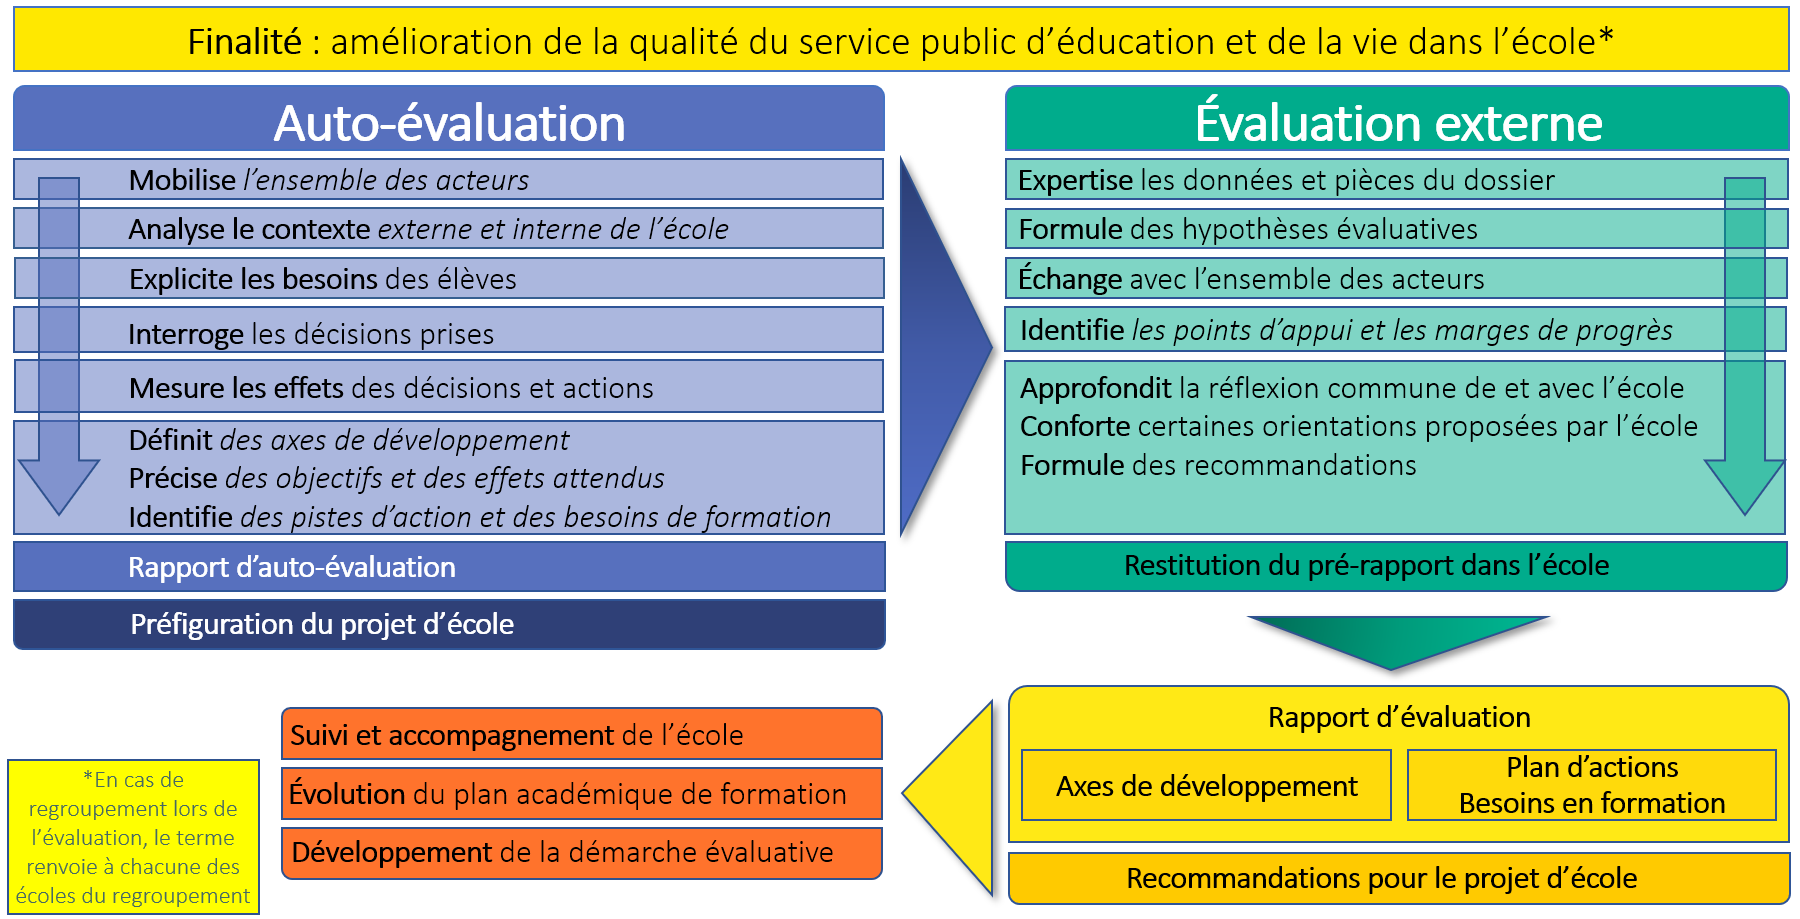 Finalité : amélioration de la qualité du service public d’éducation et de la vie dans l’école*
Auto-évaluation
Mobilise l’ensemble des acteurs
Analyse le contexte externe et interne de l’école
Explicite les besoins des élèves
Interroge les décisions prises
Mesure les effets des décisions et actions
Définit des axes de développement
Précise des objectifs et des effets attendus
Identifie des pistes d’action et des besoins de formation
Rapport d’auto-évaluation
Préfiguration du projet d’école
Évaluation externe
Expertise les données et pièces du dossier
Formule des hypothèses évaluatives
Échange avec l’ensemble des acteurs
Identifie les points d’appui et les marges de progrès
Approfondit la réflexion commune de et avec l’école
Conforte certaines orientations proposées par l’école
Formule des recommandations
Restitution du pré-rapport dans l’école
Rapport d’évaluation
Axes de développement
Plan d’actions
Besoins en formation
Recommandations pour le projet d’école
Suivi et accompagnement de l’école
Évolution du plan académique de formation
Développement de la démarche évaluative
*En cas de
regroupement lors de
l’évaluation, le terme
renvoie à chacune des
écoles du regroupement